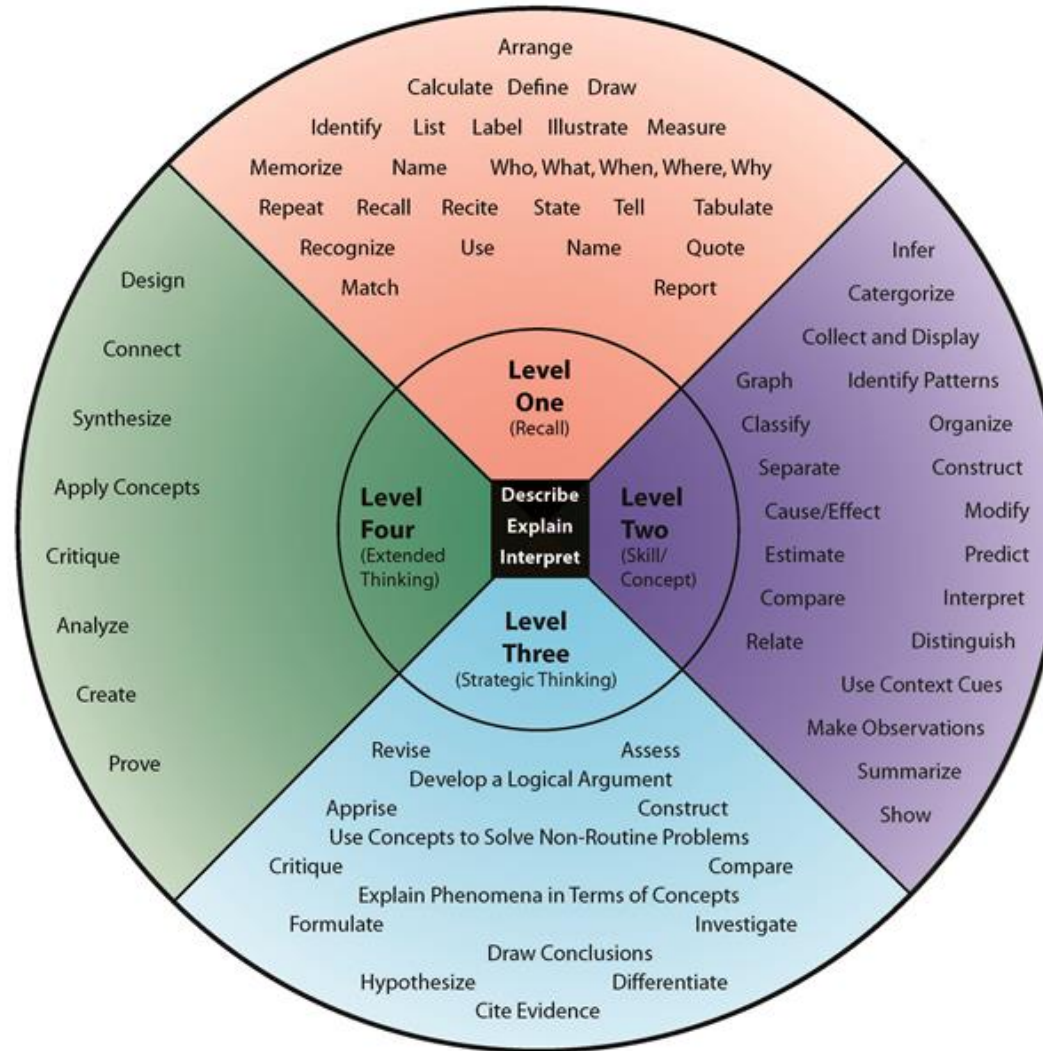 Arrange
Calculate Define Draw
Identify List Label Illustrate Measure
Memorize Name Who, What, When, Where, Why
Repeat Recall Recite State Tell Tabulate
Recognize Use Name Quote
Match Report
Level
One
(Recall)
Describe
Explain
Interpret
Level
Two
(Skill/
Concept)
Infer
Catergorize
Collect and Display
Graph Identify Patterns
Classify Organize
Separate Construct
Cause/Effect Modify
Estimate Predict
Compare Interpret
Relate Distinguish
Use Context Cues
Make Observations
Summarize
Show
Level
Three
(Strategic Thinking)
Revise Assess
Develop a Logical Argument
Apprise Construct
Use Concepts to Solve Non-Routine Problems
Critique Compare
Explain Phenomena in Terms of Concepts
Formulate Investigate
Draw Conclusions
Hypothesize Differentiate
Cite Evidence
Level
Four
(Extended
Thinking)
Design
Connect
Synthesize
Apply Concepts
Critique
Analyze
Create
Prove